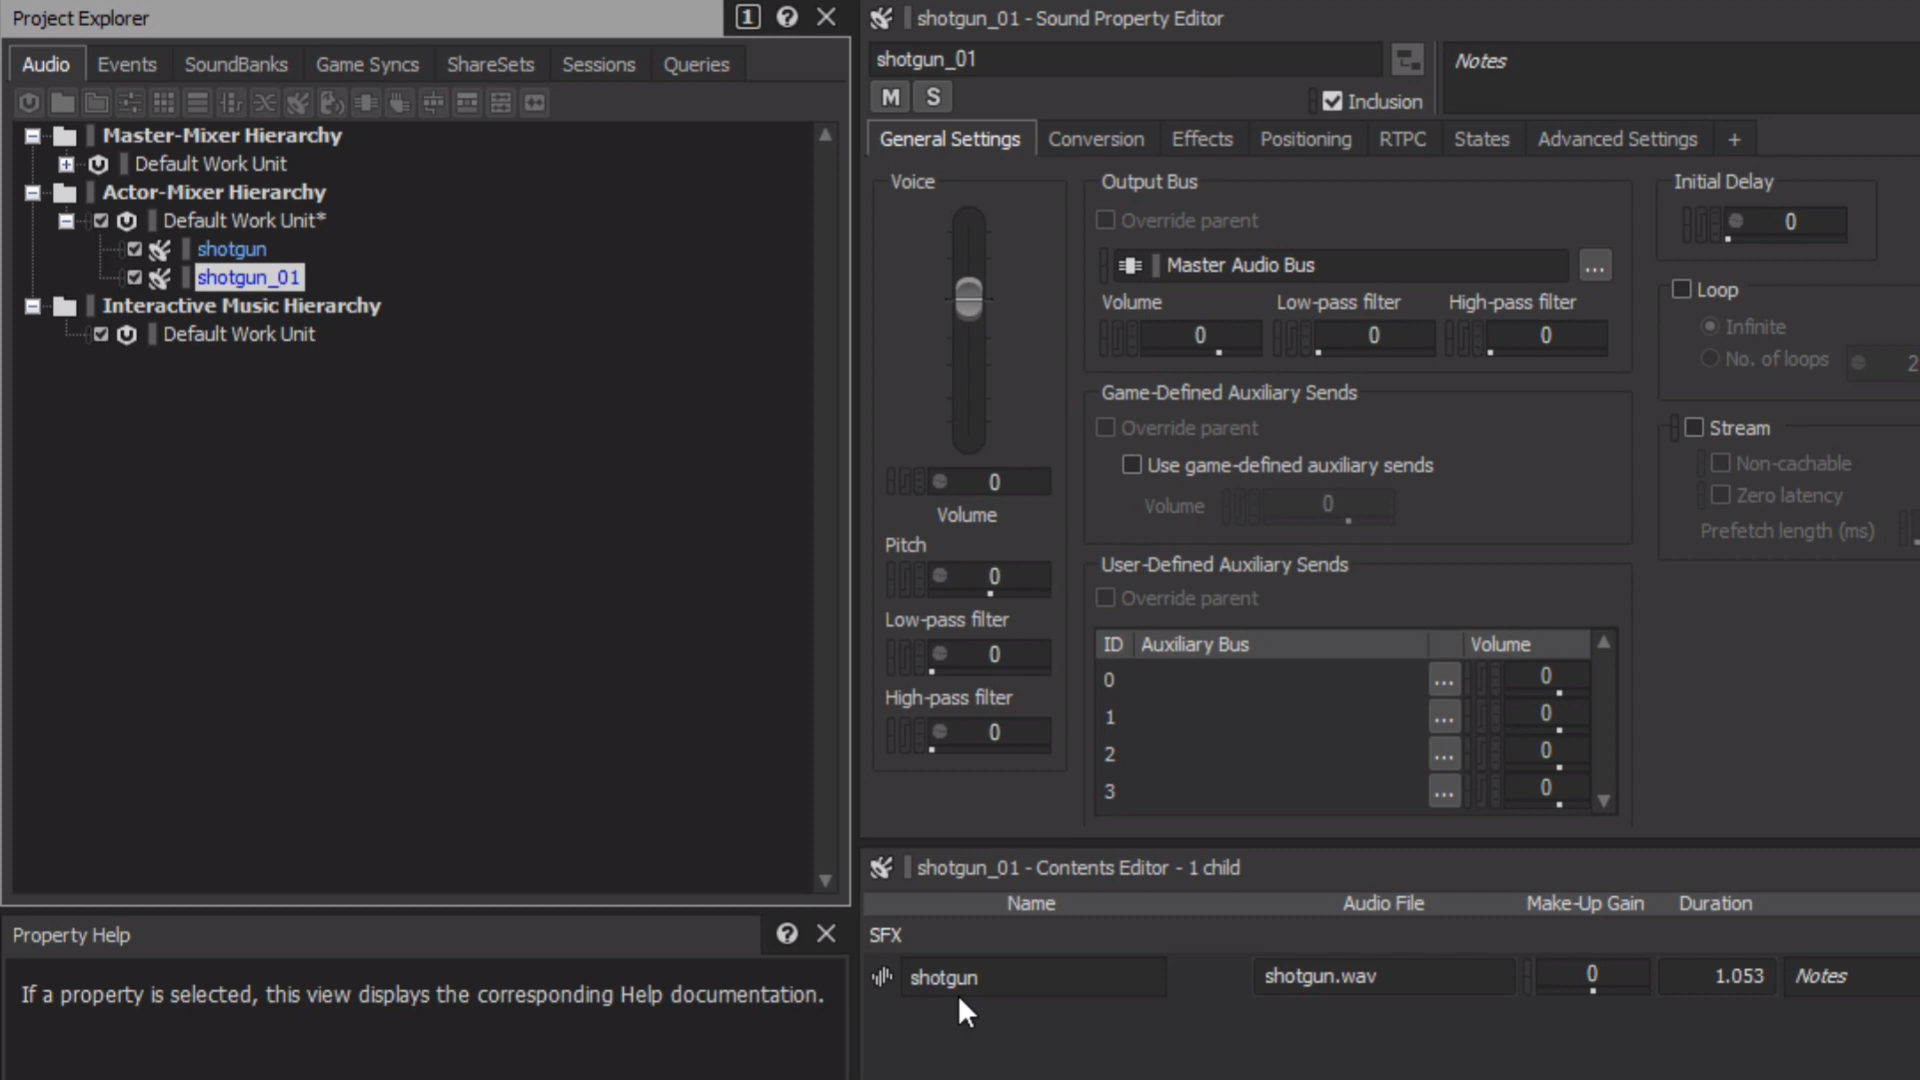 Project Explorer
1
Audio Events SoundBanks Game Syncs ShareSets Sessions Queries
Master-Mixer Hierarchy
Default Work Unit
Actor-Mixer Hierarchy
Default Work Unit*
shotgun
shotgun_01
Interactive Music Hierarchy
Default Work Unit
Property Help
If a property is selected, this view displays the corresponding Help documentation.
shotgun_01 - Sound Property Editor
shotgun_01
Notes
M S
Inclusion
General Settings Conversion Effects Positioning RTPC States Advanced Settings +
Voice
0
Volume
Pitch
0
Low-pass filter
0
High-pass filter
0
Output Bus
Override parent
Master Audio Bus ...
Volume Low-pass filter High-pass filter
0 0 0
Game-Defined Auxiliary Sends
Override parent
Use game-defined auxiliary sends
Volume 0
User-Defined Auxiliary Sends
Override parent
ID Auxiliary Bus Volume
0 ... 0
1 ... 0
2 ... 0
3 ... 0
Initial Delay
0
Loop
Infinite
No. of loops 2
Stream
Non-cachable
Zero latency
Prefetch length (ms)
shotgun_01 - Contents Editor - 1 child
Name Audio File Make-Up Gain Duration
SFX
shotgun shotgun.wav 0 1.053 Notes